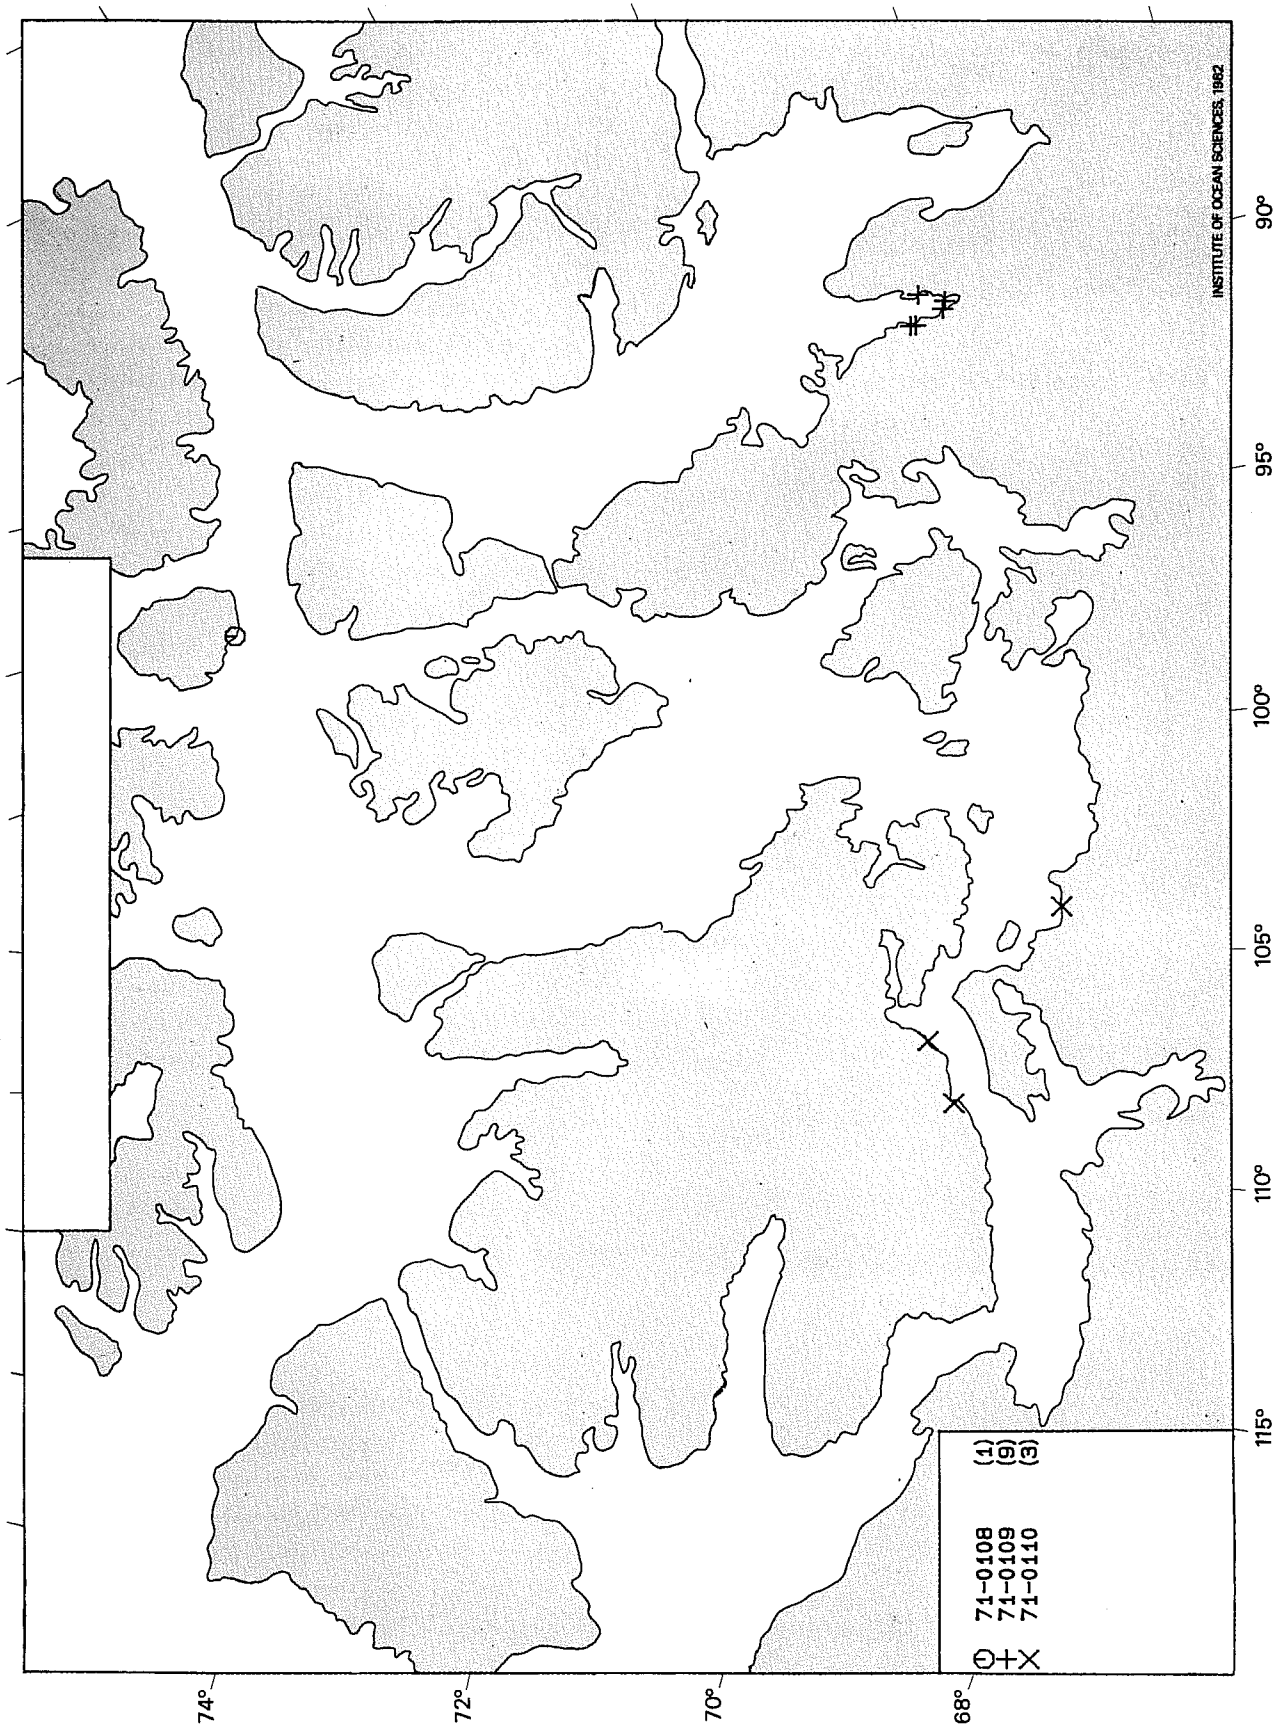 74°
72°
70°
68°
115°
110°
105°
100°
95°
90°
⊙ 71-0108 (1)
+ 71-0109 (9)
X 71-0110 (3)
INSTITUTE OF OCEAN SCIENCES, 1982